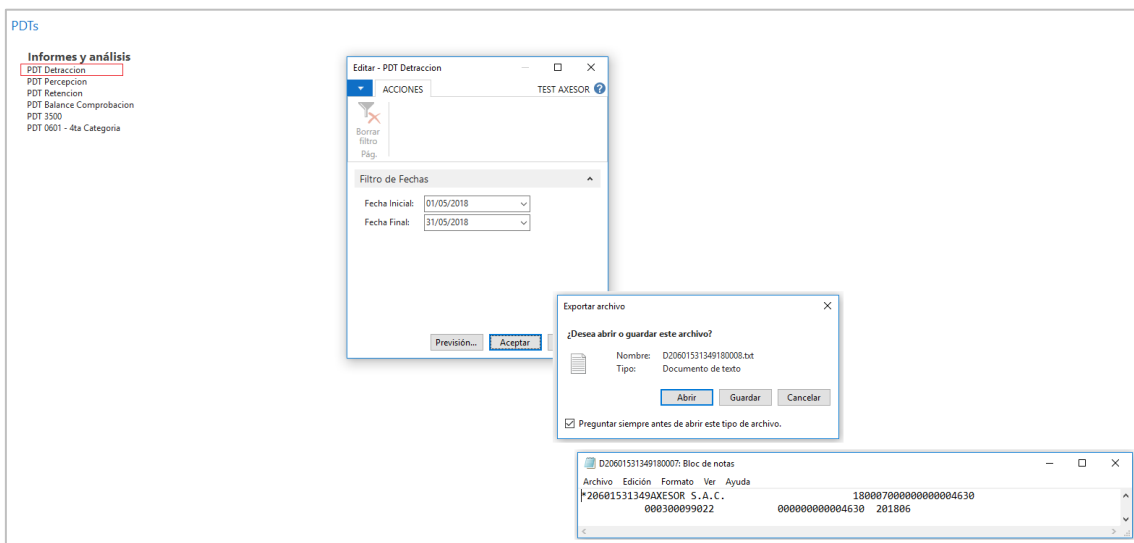 PDTs
Informes y análisis
PDT Detraccion
PDT Percepcion
PDT Retencion
PDT Balance Comprobacion
PDT 3500
PDT 0601 - 4ta Categoria
Editar - PDT Detraccion
ACCIONES
TEST AXESOR
Borrar
filtro
Pág.
Filtro de Fechas
Fecha Inicial: 01/05/2018
Fecha Final: 31/05/2018
Previsión... Aceptar
Exportar archivo
¿Desea abrir o guardar este archivo?
Nombre: D20601531349180008.txt
Tipo: Documento de texto
Abrir Guardar Cancelar
Preguntar siempre antes de abrir este tipo de archivo.
D20601531349180007: Bloc de notas
Archivo Edición Formato Ver Ayuda
*20601531349AXESOR S.A.C. 180007000000000004630
000300099022 000000000004630 201806